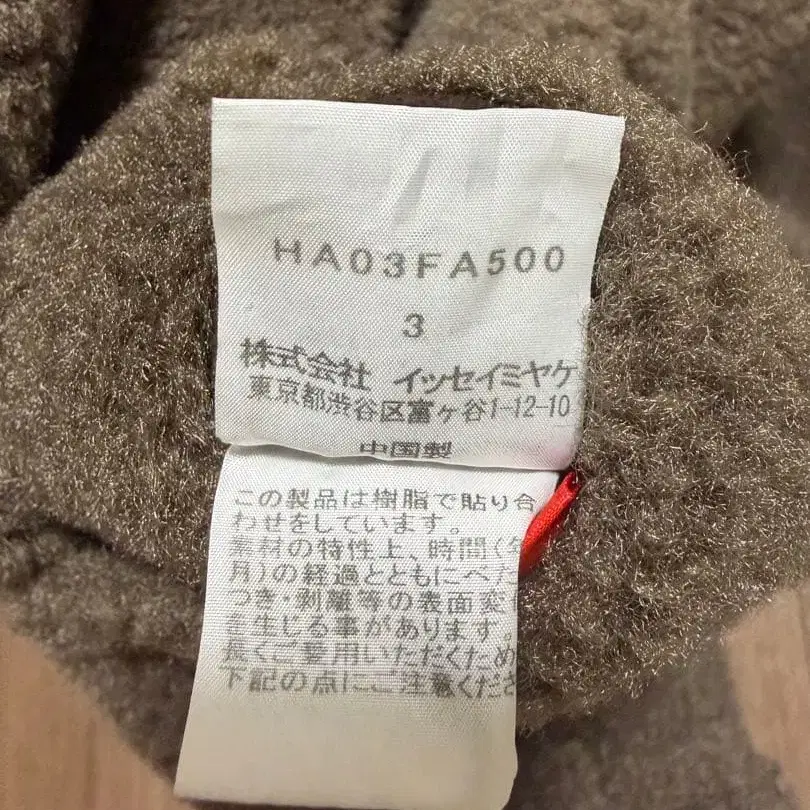 HA03FA500
3
株式会社 イッセイミヤケ
東京都渋谷区富ヶ谷1-12-10
中国製
この製品は樹脂で貼り合
わせをしています。
素材の特性上、時間(年
月)の経過とともにべた
つき・剥離等の表面変
を生じる事があります。
長くご愛用いただくため
下記の点にご注意くださ